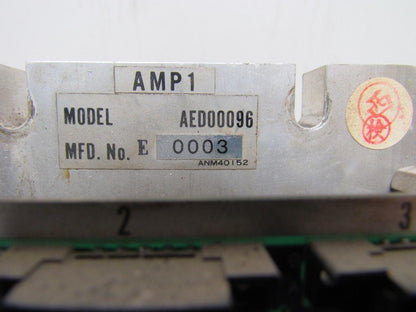 AMP1
MODEL AED00096
MFD. No. E 0003
ANM40152
2
3